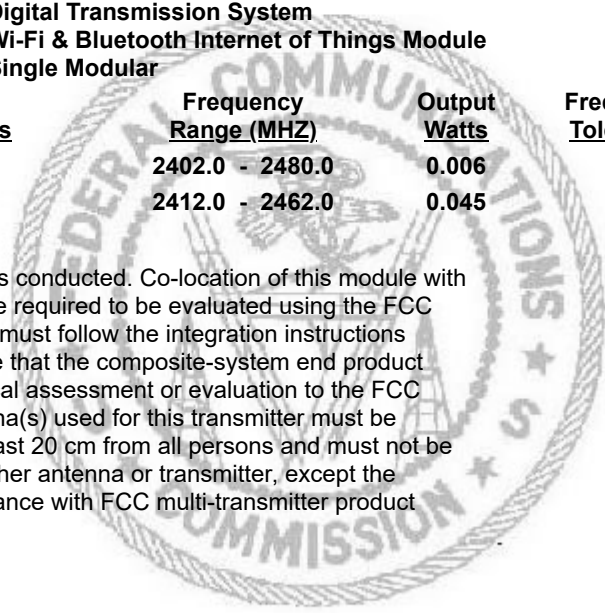 Digital Transmission System
Wi-Fi & Bluetooth Internet of Things Module
Single Modular
Frequency Output
Range (MHZ) Watts
2402.0 - 2480.0 0.006
2412.0 - 2462.0 0.045
s conducted. Co-location of this module with
e required to be evaluated using the FCC
must follow the integration instructions
e that the composite-system end product
al assessment or evaluation to the FCC
na(s) used for this transmitter must be
ast 20 cm from all persons and must not be
her antenna or transmitter, except the
ance with FCC multi-transmitter product
FEDERAL COMMUNICATIONS COMMISSION
U S